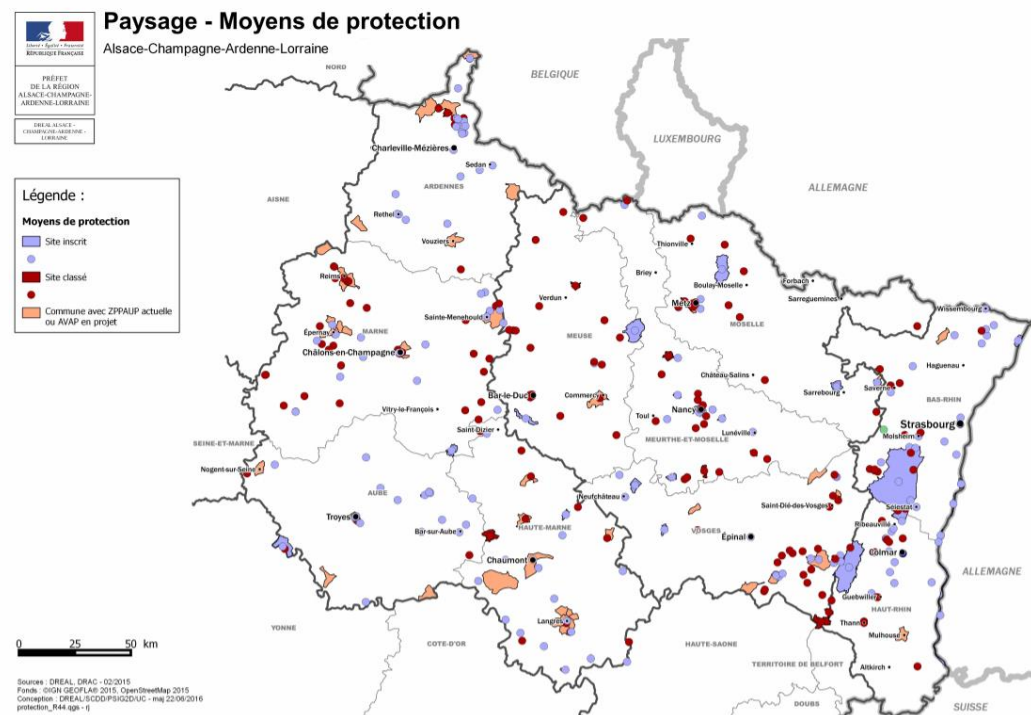 Paysage - Moyens de protection
Alsace-Champagne-Ardenne-Lorraine
Liberté • Égalité • Fraternité
RÉPUBLIQUE FRANÇAISE
PRÉFET
DE LA RÉGION
ALSACE-CHAMPAGNE-
ARDENNE-LORRAINE
DREAL ALSACE -
CHAMPAGNE-ARDENNE -
LORRAINE
Légende :
Moyens de protection
Site inscrit
Site classé
Commune avec ZPPAUP actuelle
ou AVAP en projet
NORD
BELGIQUE
LUXEMBOURG
ALLEMAGNE
Charleville-Mézières
Sedan
ARDENNES
AISNE
Rethel
Vouziers
Thionville
Briey
Boulay-Moselle
Forbach
Sarreguemines
Reims
Verdun
Metz
Wissembourg
Sainte-Menehould
MOSELLE
MARNE
MEUSE
Épernay
Châlons-en-Champagne
Haguenau
Château-Salins
Saverne
Sarrebourg
BAS-RHIN
Bar-le-Duc
Commercy
Vitry-le-François
Toul
Nancy
Strasbourg
Saint-Dizier
Lunéville
Molsheim
SEINE-ET-MARNE
MEURTHE-ET-MOSELLE
Nogent-sur-Seine
AUBE
Neufchâteau
Saint-Dié-des-Vosges
Sélestat
Troyes
Bar-sur-Aube
HAUTE-MARNE
VOSGES
Ribeauvillé
Épinal
Colmar
Chaumont
ALLEMAGNE
Guebwiller
HAUT-RHIN
Langres
Thann
YONNE
COTE-D'OR
HAUTE-SAONE
Mulhouse
TERRITOIRE DE BELFORT
Altkirch
DOUBS
SUISSE
0 50 km
Sources : DREAL, DRAC - 02/2015
Fonds : ©IGN GEOFLA® 2015, OpenStreetMap 2015
Conception : DREAL/SCDD/PSIG2D/UC - maj 22/06/2016
protection_R44.qgs - rj